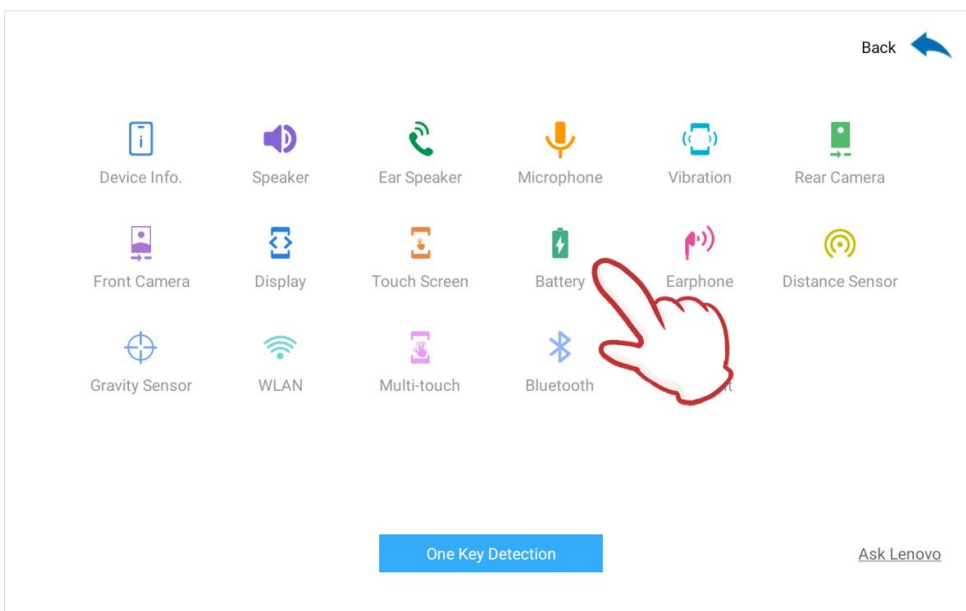 Back
Device Info. Speaker Ear Speaker Microphone Vibration Rear Camera
Front Camera Display Touch Screen Battery Earphone Distance Sensor
Gravity Sensor WLAN Multi-touch Bluetooth
One Key Detection
Ask Lenovo